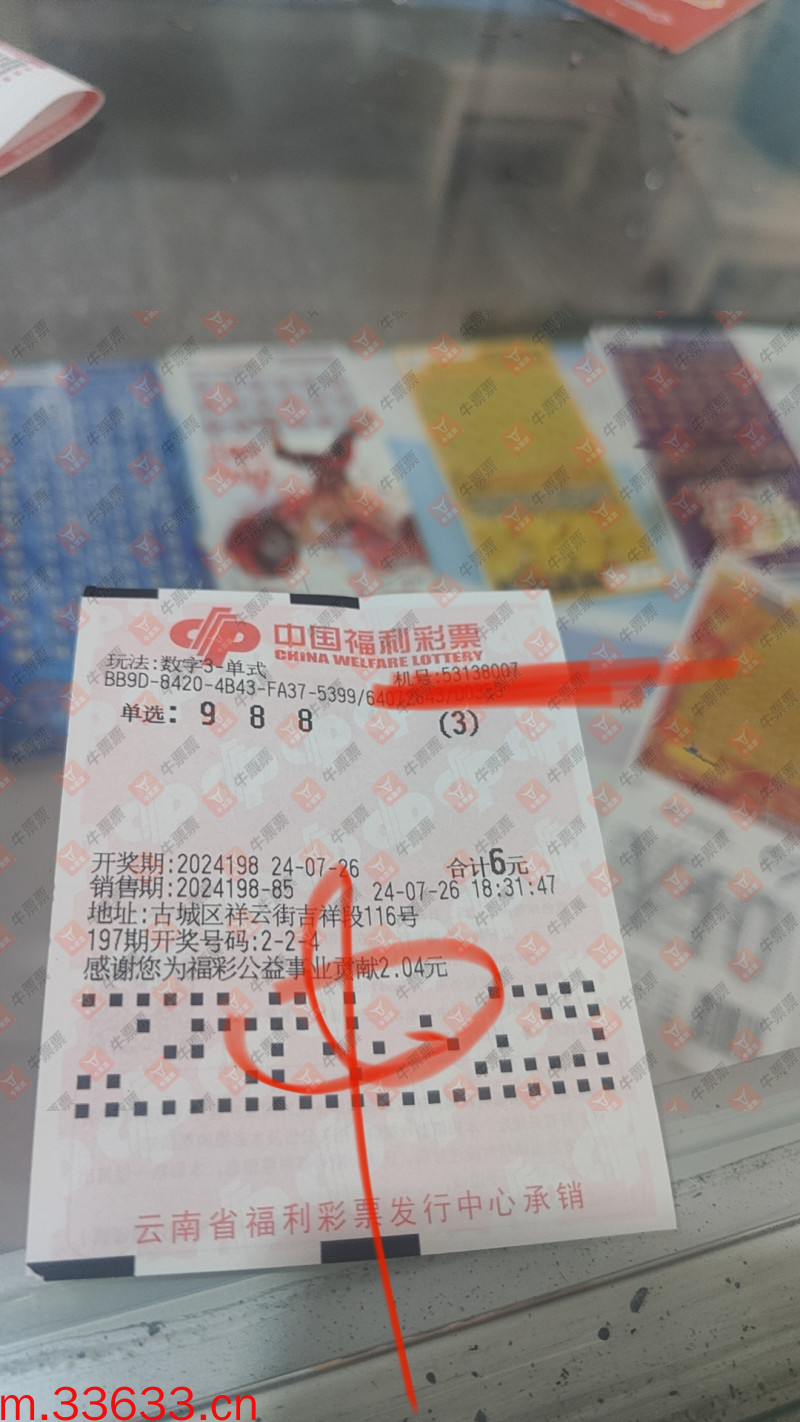 中国福利彩票
CHINA WELFARE LOTTERY
玩法:数字3-单式
机号:53138007
BB9D-8420-4B43-FA37-5399/
单选: 9 8 8 (3)
开奖期:2024198 24-07-26 合计6元
销售期:2024198-85 24-07-26 18:31:47
地址:古城区祥云街吉祥段116号
197期开奖号码:2-2-4
感谢您为福彩公益事业贡献2.04元
云南省福利彩票发行中心承销
牛票票
m.33633.cn